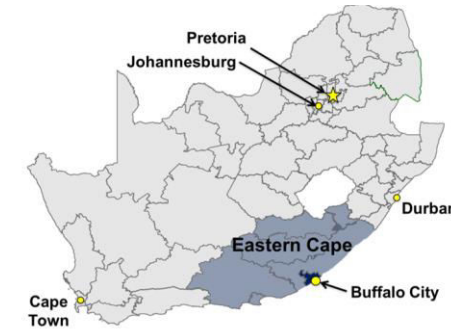 Pretoria
Johannesburg
Durban
Eastern Cape
Buffalo City
Cape
Town